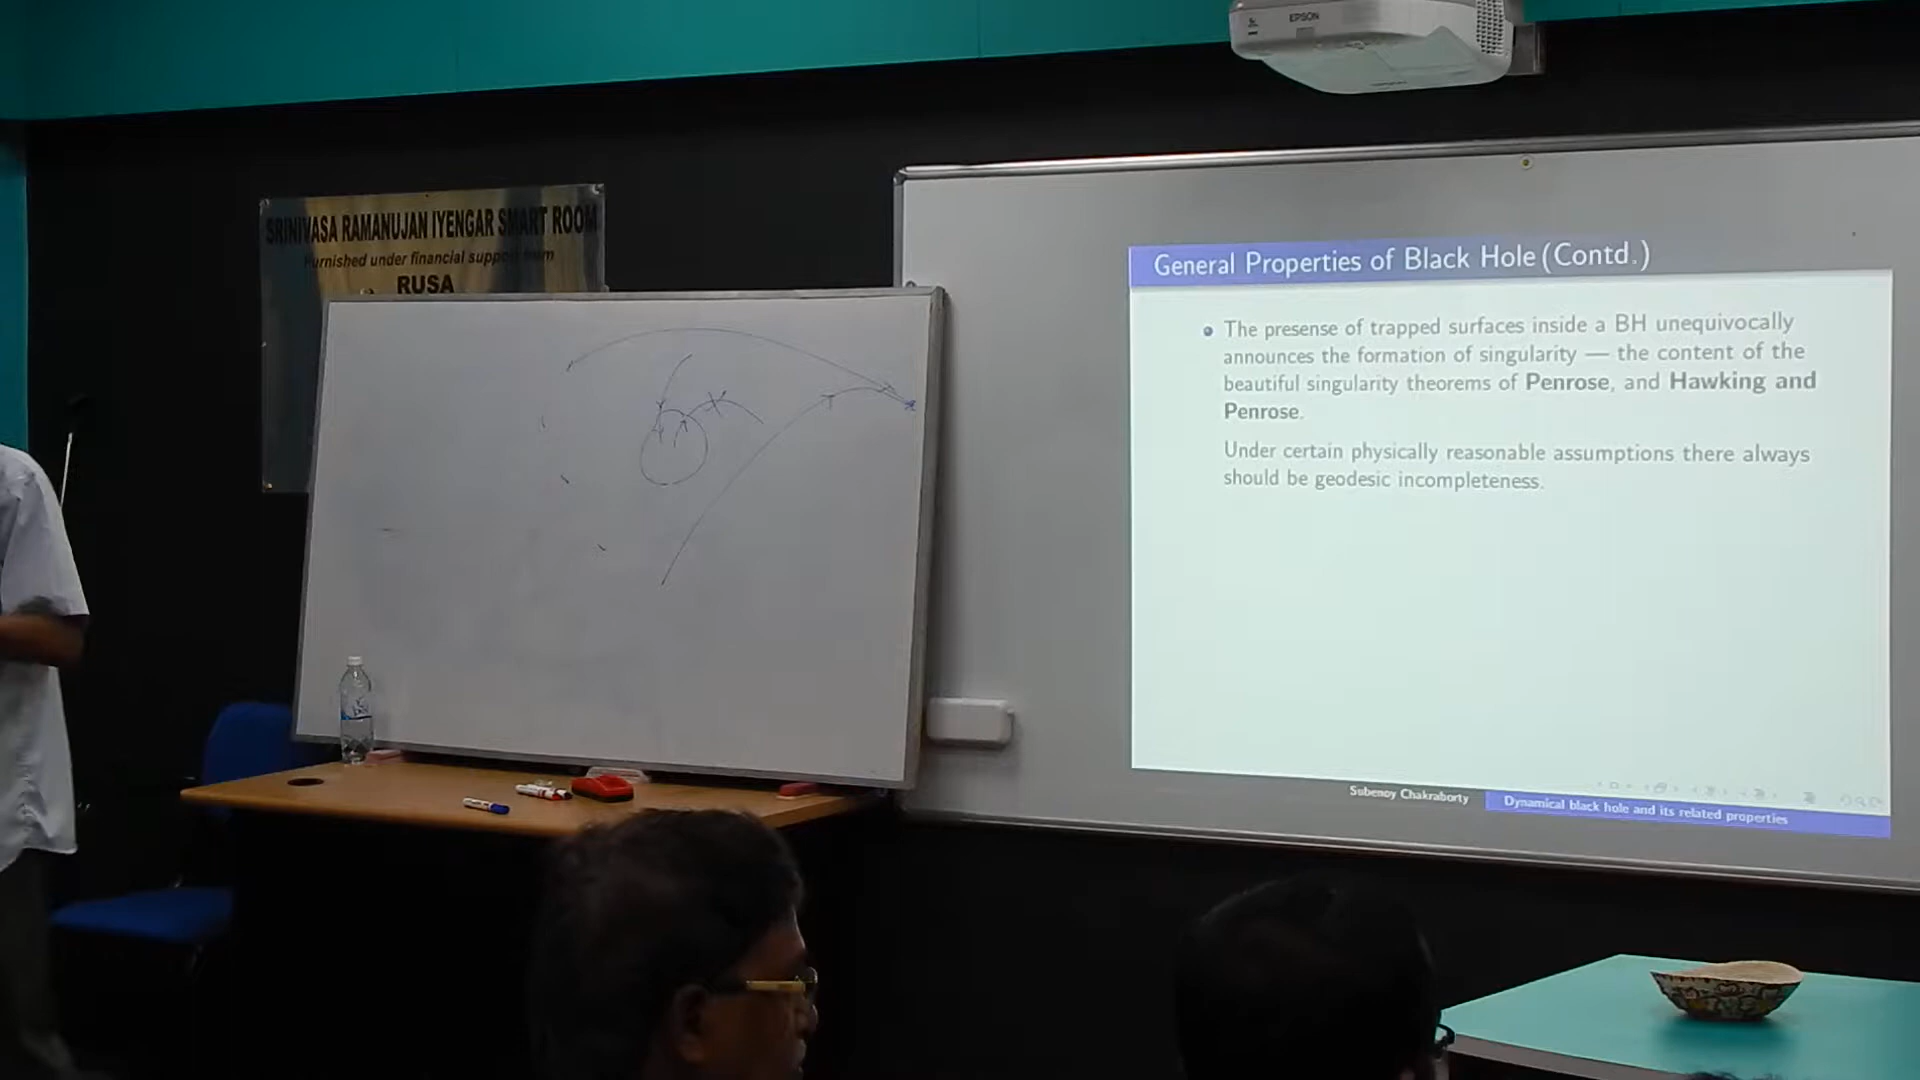 EPSON
SRINIVASA RAMANUJAN IYENGAR SMART ROOM
Furnished under financial support from
RUSA
General Properties of Black Hole (Contd.)
The presense of trapped surfaces inside a BH unequivocally
announces the formation of singularity — the content of the
beautiful singularity theorems of Penrose, and Hawking and
Penrose.
Under certain physically reasonable assumptions there always
should be geodesic incompleteness.
Subenoy Chakraborty
Dynamical black hole and its related properties